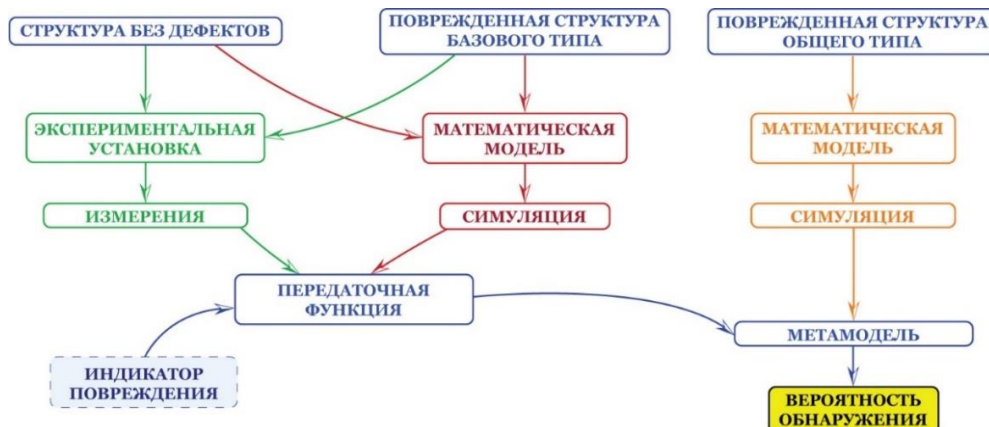 СТРУКТУРА БЕЗ ДЕФЕКТОВ
ПОВРЕЖДЕННАЯ СТРУКТУРА
БАЗОВОГО ТИПА
ПОВРЕЖДЕННАЯ СТРУКТУРА
ОБЩЕГО ТИПА
ЭКСПЕРИМЕНТАЛЬНАЯ
УСТАНОВКА
МАТЕМАТИЧЕСКАЯ
МОДЕЛЬ
МАТЕМАТИЧЕСКАЯ
МОДЕЛЬ
ИЗМЕРЕНИЯ
СИМУЛЯЦИЯ
СИМУЛЯЦИЯ
ПЕРЕДАТОЧНАЯ
ФУНКЦИЯ
МЕТАМОДЕЛЬ
ИНДИКАТОР
ПОВРЕЖДЕНИЯ
ВЕРОЯТНОСТЬ
ОБНАРУЖЕНИЯ